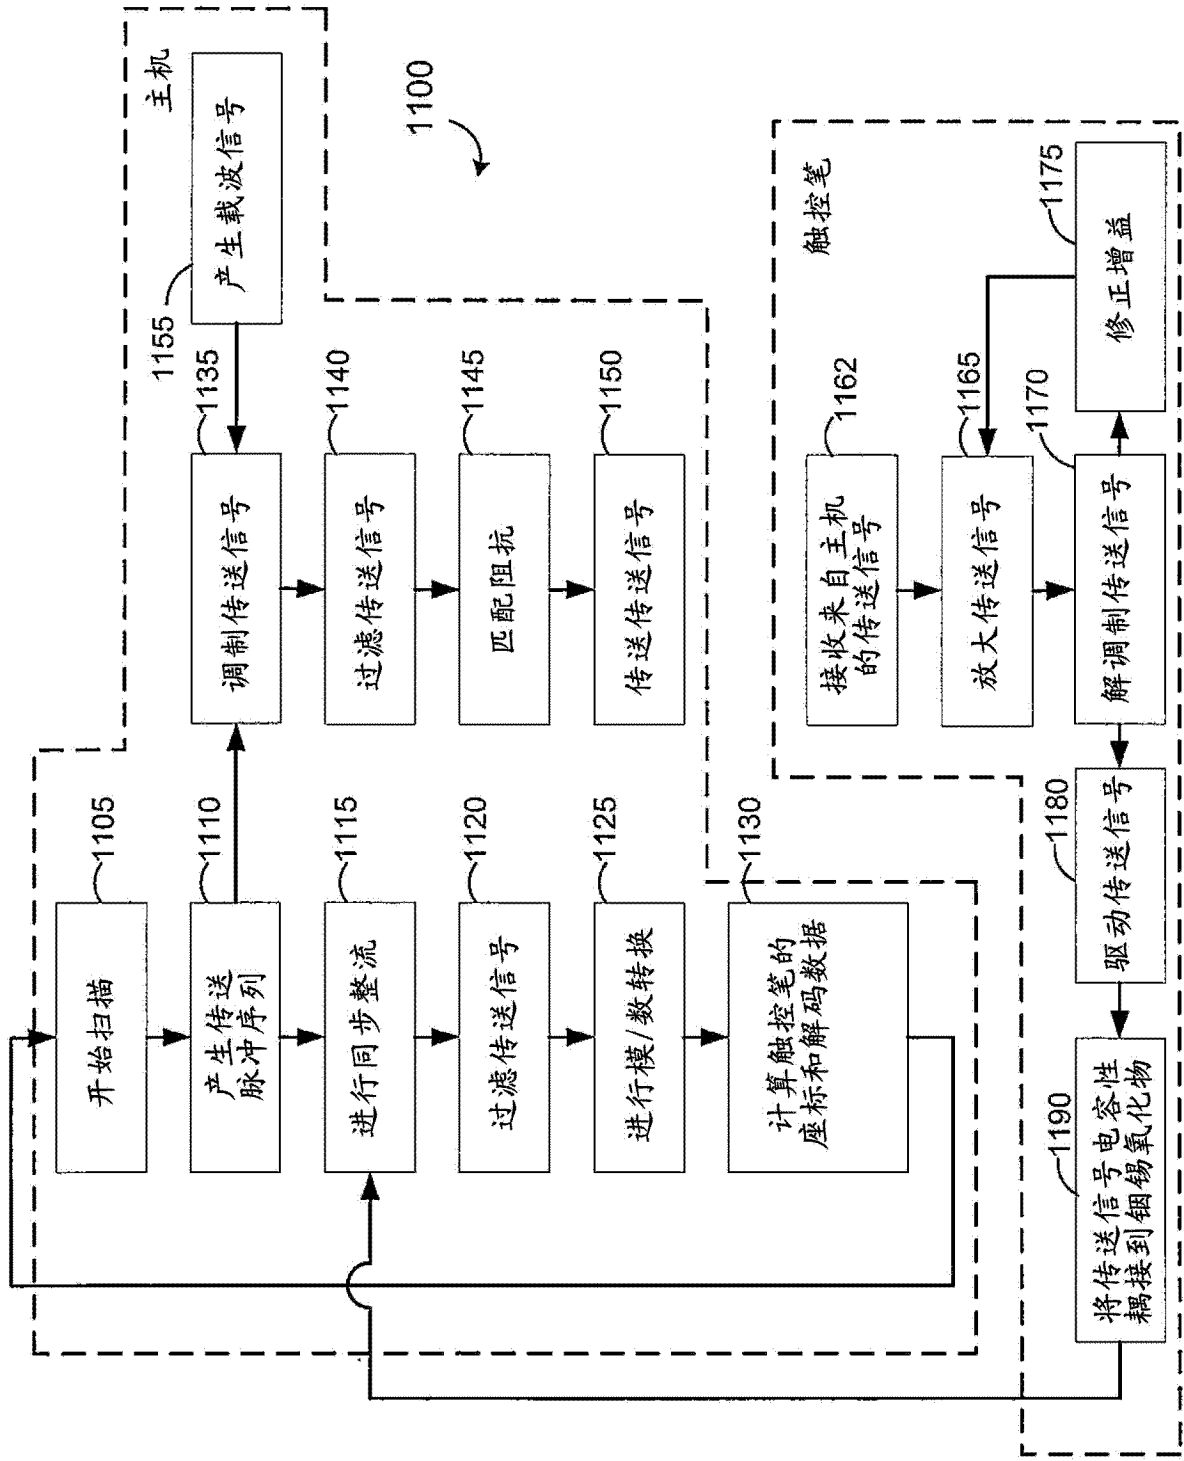 1100
主机
1105
开始扫描
1110
产生传送
脉冲序列
1115
进行同步整流
1120
过滤传送信号
1125
进行模/数转换
1130
计算触控笔的
座标和解码数据
1135
调制传送信号
1140
过滤传送信号
1145
匹配阻抗
1150
传送传送信号
1155
产生载波信号
触控笔
1162
接收来自主机
的传送信号
1165
放大传送信号
1170
解调制传送信号
1175
修正增益
1180
驱动传送信号
1190
将传送信号电容性
耦接到铟锡氧化物